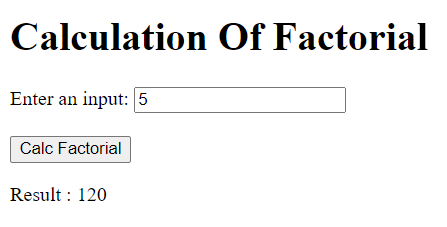 Calculation Of Factorial
Enter an input: 5
Calc Factorial
Result : 120